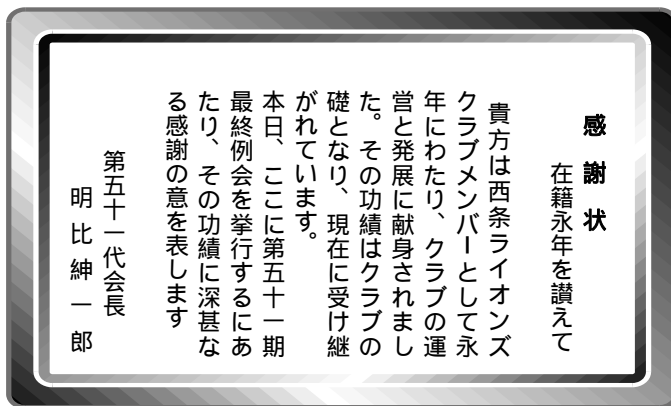 感謝状
在籍永年を讃えて
貴方は西条ライオンズ
クラブメンバーとして永
年にわたり、クラブの運
営と発展に献身されまし
た。その功績はクラブの
礎となり、現在に受け継
がれています。
本日、ここに第五十一期
最終例会を挙行するにあ
たり、その功績に深甚な
る感謝の意を表します
第五十一代会長
明比紳一郎